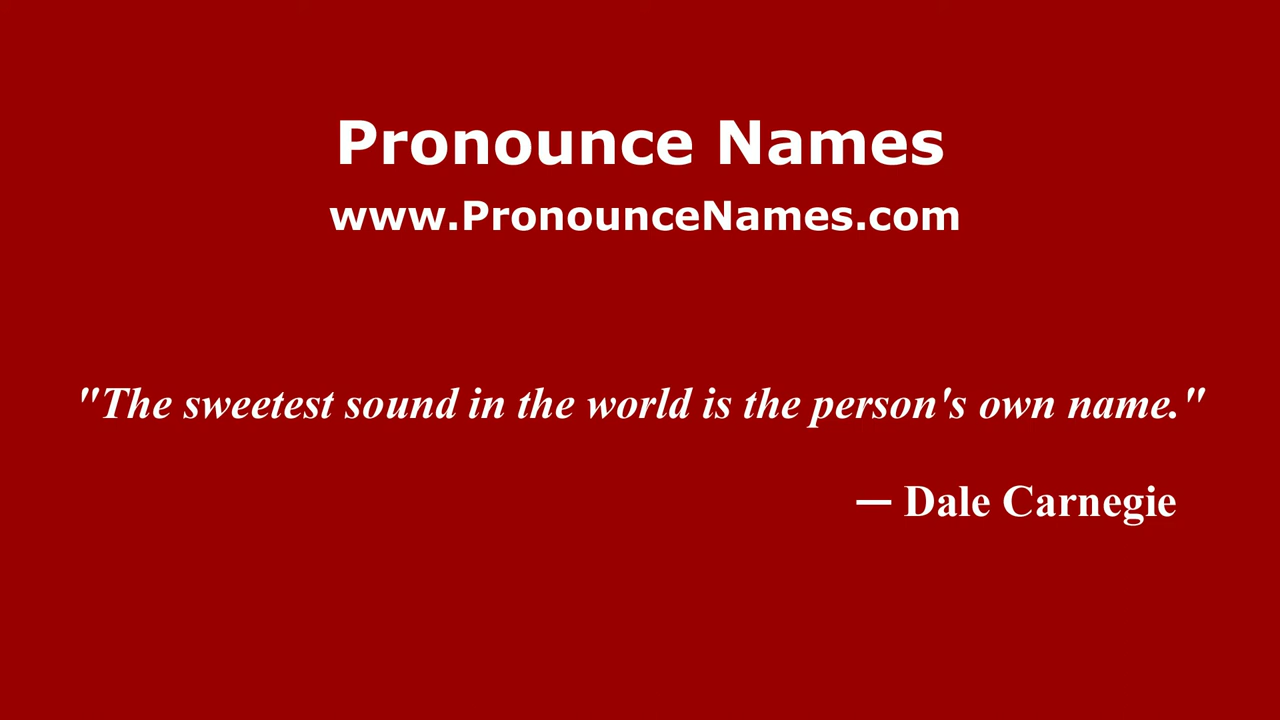 Pronounce Names
www.PronounceNames.com
"The sweetest sound in the world is the person's own name."
— Dale Carnegie